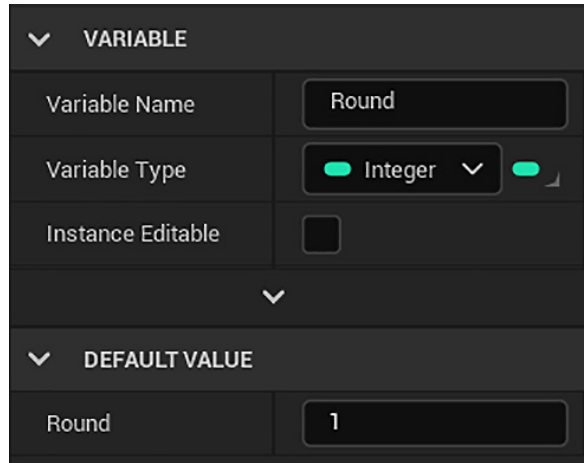 VARIABLE
Variable Name Round
Variable Type Integer
Instance Editable
DEFAULT VALUE
Round 1